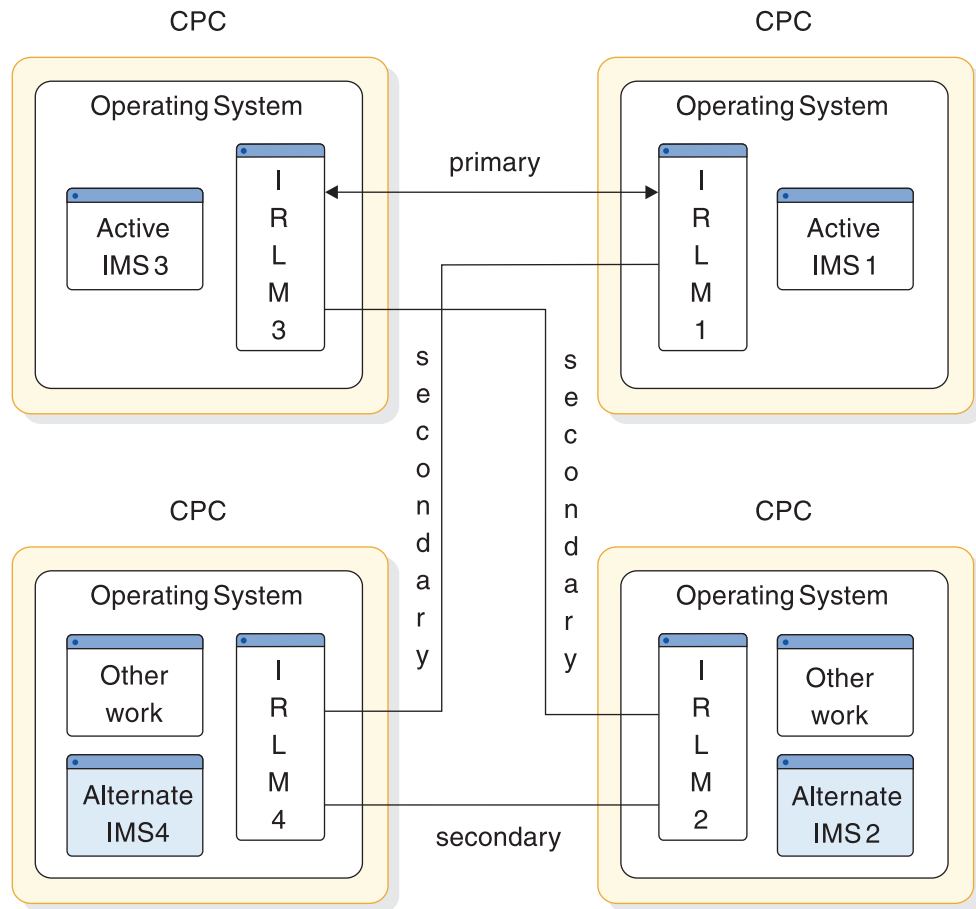 CPC
CPC
Operating System
Operating System
Active
IMS 3
I
R
L
M
3
primary
I
R
L
M
1
Active
IMS 1
s
e
c
o
n
d
a
r
y
s
e
c
o
n
d
a
r
y
CPC
CPC
Operating System
Operating System
Other
work
Alternate
IMS4
I
R
L
M
4
secondary
I
R
L
M
2
Other
work
Alternate
IMS 2